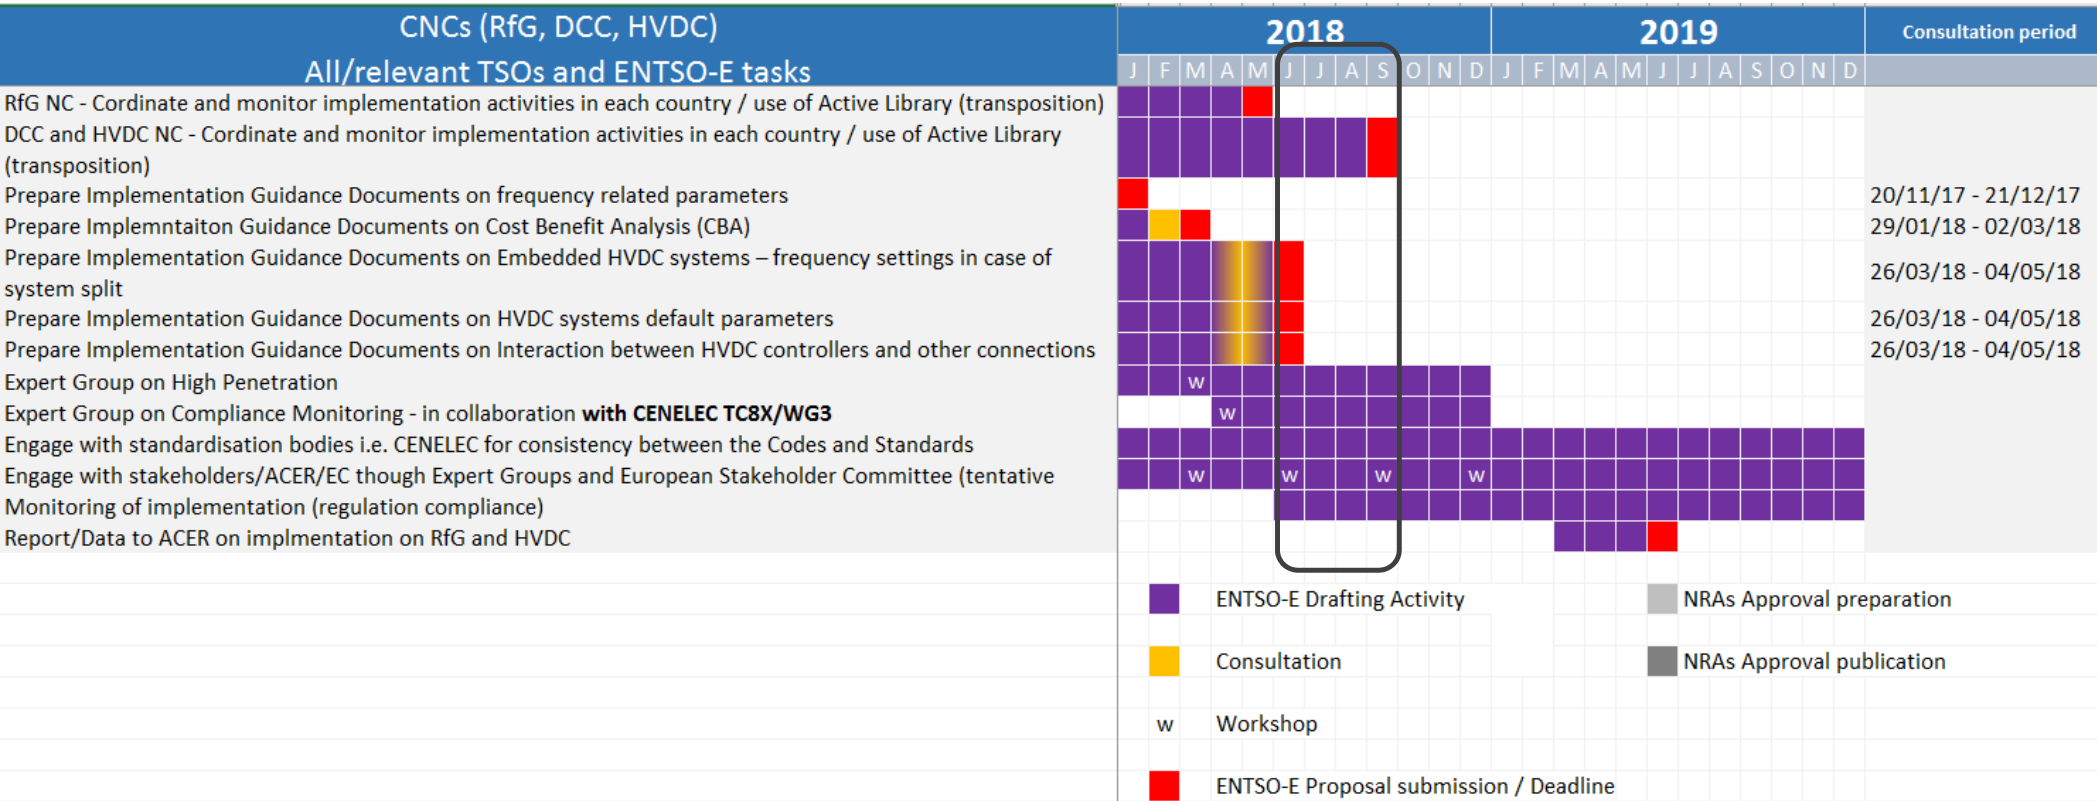 CNCs (RfG, DCC, HVDC)
All/relevant TSOs and ENTSO-E tasks
2018
2019
Consultation period
J F M A M J J A S O N D J F M A M J J A S O N D
RfG NC - Cordinate and monitor implementation activities in each country / use of Active Library (transposition)
DCC and HVDC NC - Cordinate and monitor implementation activities in each country / use of Active Library
(transposition)
Prepare Implementation Guidance Documents on frequency related parameters
20/11/17 - 21/12/17
Prepare Implemntaiton Guidance Documents on Cost Benefit Analysis (CBA)
29/01/18 - 02/03/18
Prepare Implementation Guidance Documents on Embedded HVDC systems – frequency settings in case of
system split
26/03/18 - 04/05/18
Prepare Implementation Guidance Documents on HVDC systems default parameters
26/03/18 - 04/05/18
Prepare Implementation Guidance Documents on Interaction between HVDC controllers and other connections
26/03/18 - 04/05/18
Expert Group on High Penetration
w
Expert Group on Compliance Monitoring - in collaboration with CENELEC TC8X/WG3
w
Engage with standardisation bodies i.e. CENELEC for consistency between the Codes and Standards
Engage with stakeholders/ACER/EC though Expert Groups and European Stakeholder Committee (tentative
w w w w
Monitoring of implementation (regulation compliance)
Report/Data to ACER on implmentation on RfG and HVDC
ENTSO-E Drafting Activity
NRAs Approval preparation
Consultation
NRAs Approval publication
w Workshop
ENTSO-E Proposal submission / Deadline